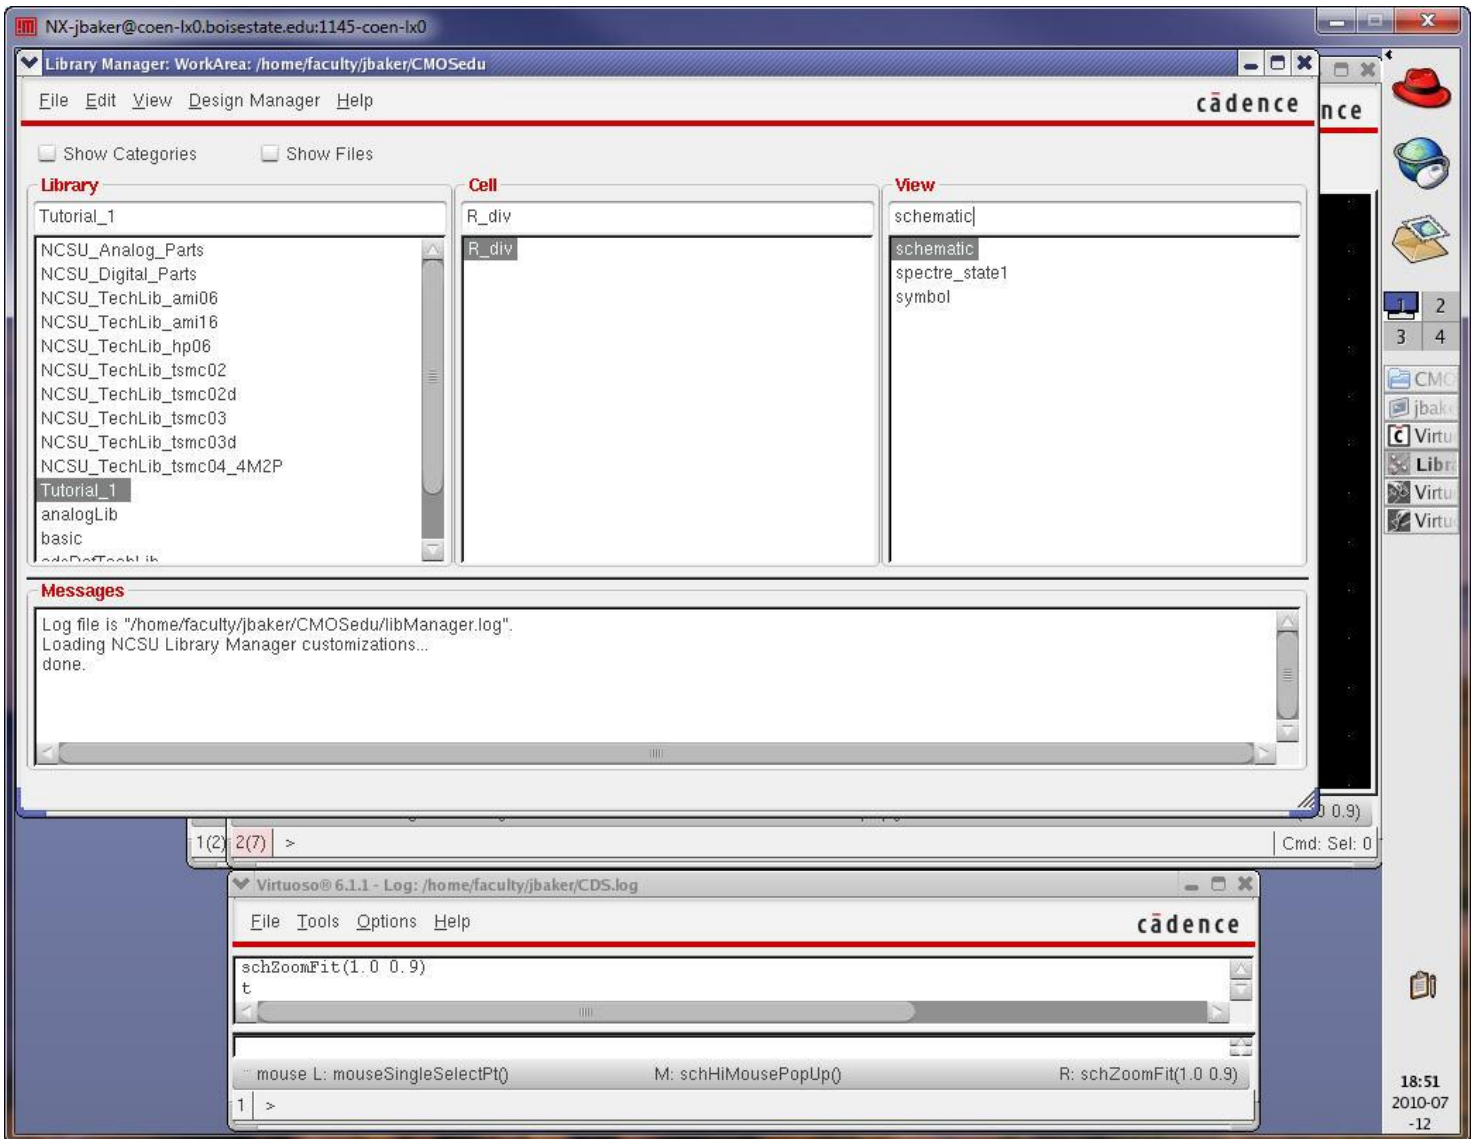 NX-jbaker@coen-lx0.boisestate.edu:1145-coen-lx0
Library Manager: WorkArea: /home/faculty/jbaker/CMOSedu
File Edit View Design Manager Help
cādence
nce
Show Categories
Show Files
Library
Tutorial_1
NCSU_Analog_Parts
NCSU_Digital_Parts
NCSU_TechLib_ami06
NCSU_TechLib_ami16
NCSU_TechLib_hp06
NCSU_TechLib_tsmc02
NCSU_TechLib_tsmc02d
NCSU_TechLib_tsmc03
NCSU_TechLib_tsmc03d
NCSU_TechLib_tsmc04_4M2P
Tutorial_1
analogLib
basic
Cell
R_div
R_div
View
schematic
schematic
spectre_state1
symbol
Messages
Log file is "/home/faculty/jbaker/CMOSedu/libManager.log".
Loading NCSU Library Manager customizations...
done.
0 0.9)
1(2) 2(7) >
Cmd: Sel: 0
Virtuoso® 6.1.1 - Log: /home/faculty/jbaker/CDS.log
File Tools Options Help
cādence
schZoomFit(1.0 0.9)
t
mouse L: mouseSingleSelectPt()
M: schHiMousePopUp()
R: schZoomFit(1.0 0.9)
1 >
1 2
3 4
CMO
jbake
Virtu
Libra
Virtu
Virtu
18:51
2010-07
-12